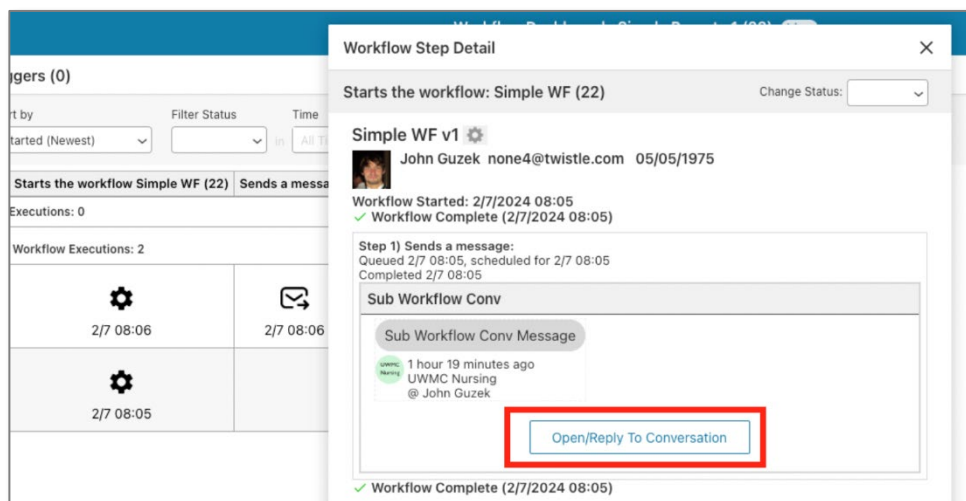 Workflow Step Detail
ggers (0)
Starts the workflow: Simple WF (22)
Change Status:
rt by
Filter Status
Time
tarted (Newest)
in
All Ti
Simple WF v1
John Guzek none4@twistle.com 05/05/1975
Starts the workflow Simple WF (22)
Sends a messa
Workflow Started: 2/7/2024 08:05
Workflow Complete (2/7/2024 08:05)
Executions: 0
Workflow Executions: 2
Step 1) Sends a message:
Queued 2/7 08:05, scheduled for 2/7 08:05
Completed 2/7 08:05
Sub Workflow Conv
2/7 08:06
2/7 08:06
Sub Workflow Conv Message
UWMC
Nursing
1 hour 19 minutes ago
UWMC Nursing
@ John Guzek
2/7 08:05
Open/Reply To Conversation
Workflow Complete (2/7/2024 08:05)